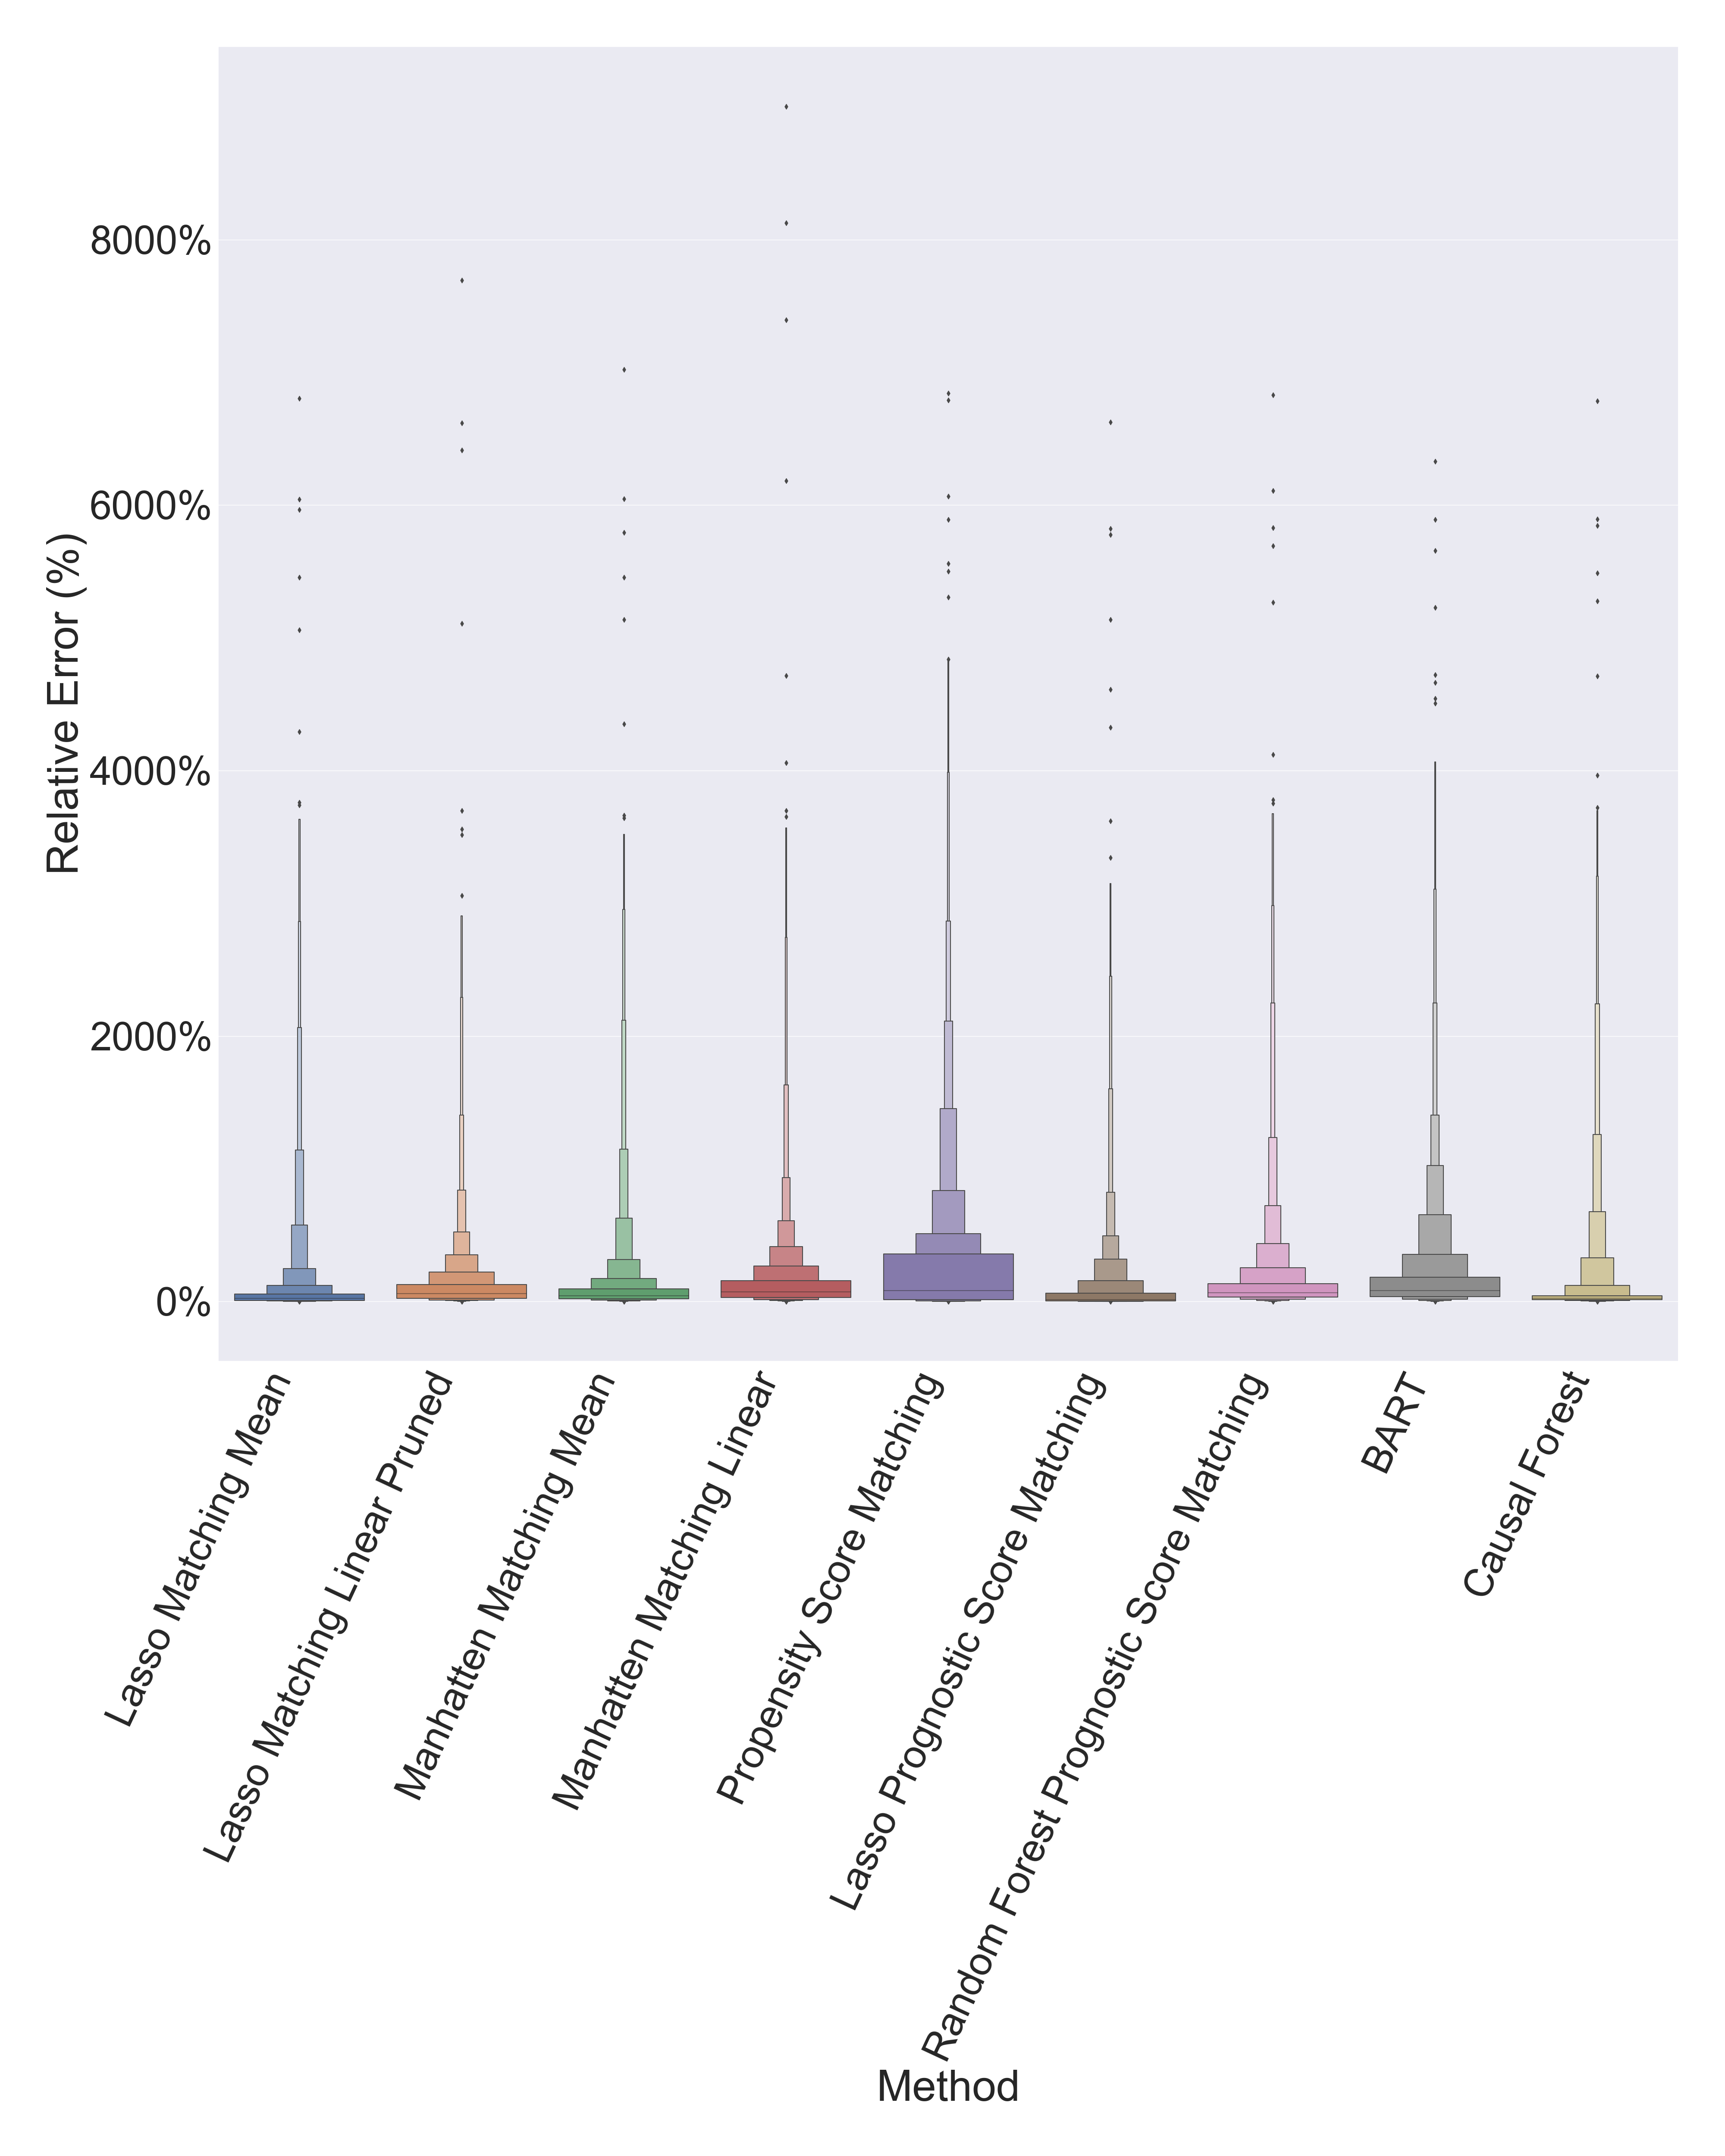 Relative Error (%)
8000%
6000%
4000%
2000%
0%
Lasso Matching Mean
Lasso Matching Linear Pruned
Manhatten Matching Mean
Manhatten Matching Linear
Propensity Score Matching
Lasso Prognostic Score Matching
Random Forest Prognostic Score Matching
BART
Causal Forest
Method